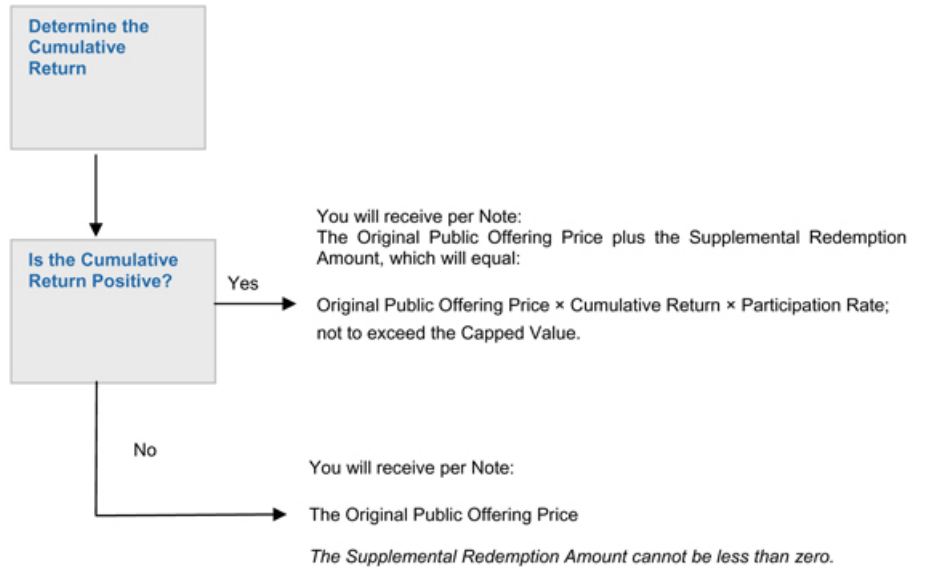 Determine the
Cumulative
Return
Is the Cumulative
Return Positive?
Yes
You will receive per Note:
The Original Public Offering Price plus the Supplemental Redemption
Amount, which will equal:
Original Public Offering Price × Cumulative Return × Participation Rate;
not to exceed the Capped Value.
No
You will receive per Note:
The Original Public Offering Price
The Supplemental Redemption Amount cannot be less than zero.